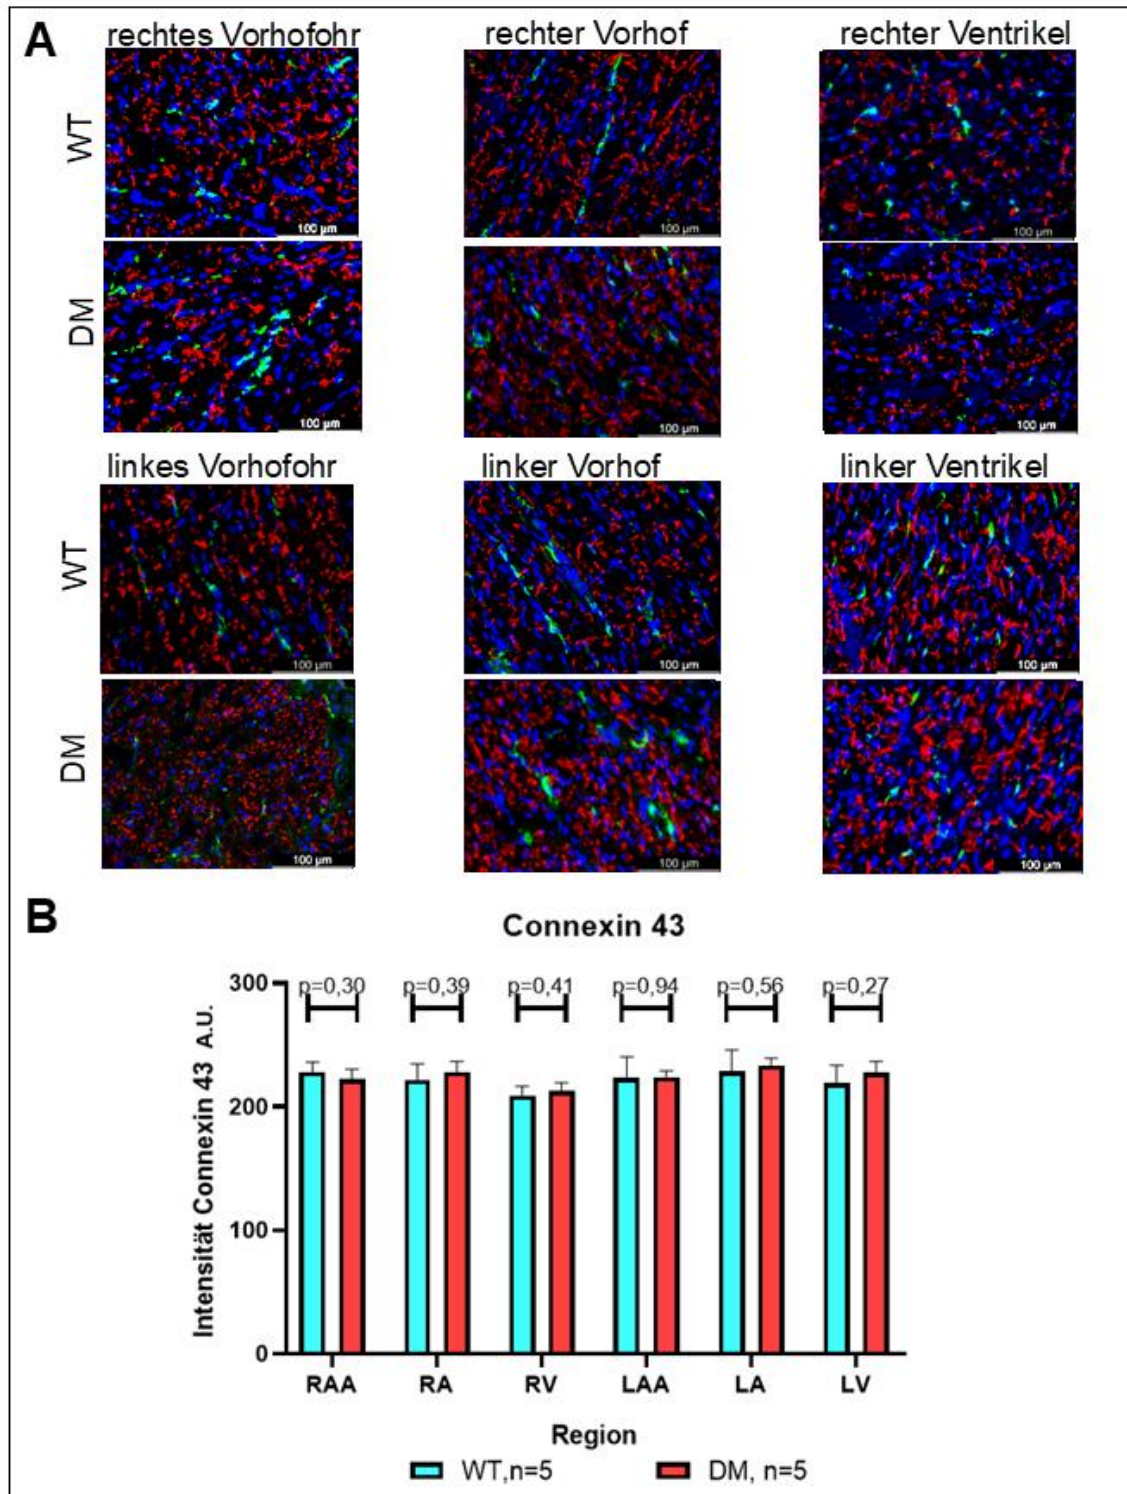 A
rechtes Vorhofohr
rechter Vorhof
rechter Ventrikel
WT
100 µm
100 µm
100 µm
DM
100 µm
100 µm
100 µm
linkes Vorhofohr
linker Vorhof
linker Ventrikel
WT
100 µm
100 µm
100 µm
DM
100 µm
100 µm
100 µm
B
Connexin 43
p=0,30 p=0,39 p=0,41 p=0,94 p=0,56 p=0,27
Intensität Connexin 43 A.U.
300
200
100
0
RAA RA RV LAA LA LV
Region
WT,n=5 DM, n=5